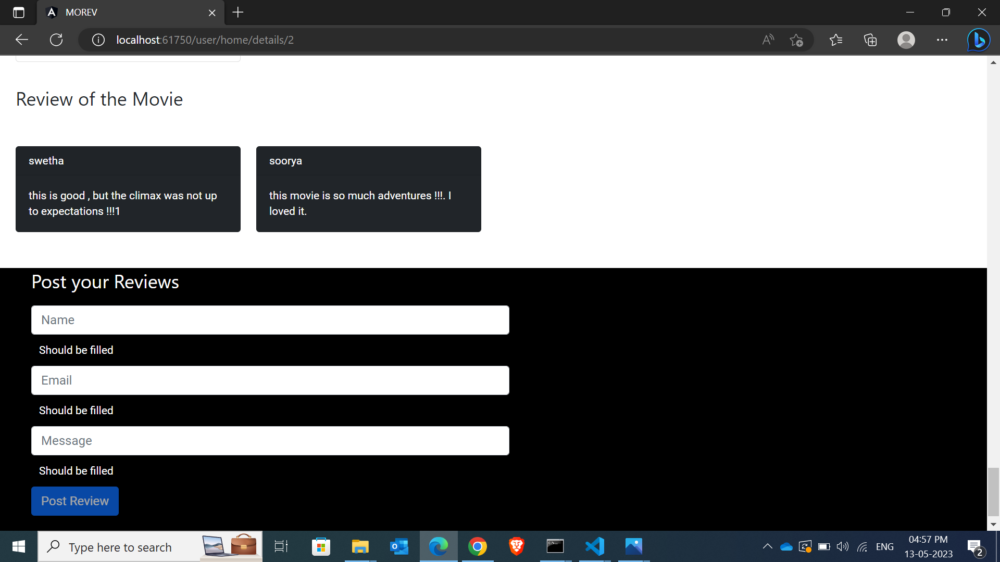 MOREV
localhost:61750/user/home/details/2
Review of the Movie
swetha
this is good , but the climax was not up
to expectations !!!1
soorya
this movie is so much adventures !!!. I
loved it.
Post your Reviews
Name
Should be filled
Email
Should be filled
Message
Should be filled
Post Review
Type here to search
ENG
04:57 PM
13-05-2023
2